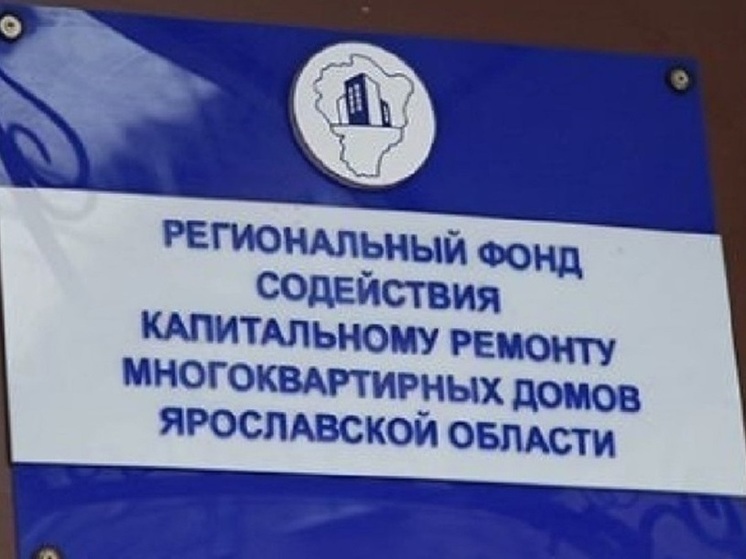 РЕГИОНАЛЬНЫЙ ФОНД
СОДЕЙСТВИЯ
КАПИТАЛЬНОМУ РЕМОНТУ
МНОГОКВАРТИРНЫХ ДОМОВ
ЯРОСЛАВСКОЙ ОБЛАСТИ